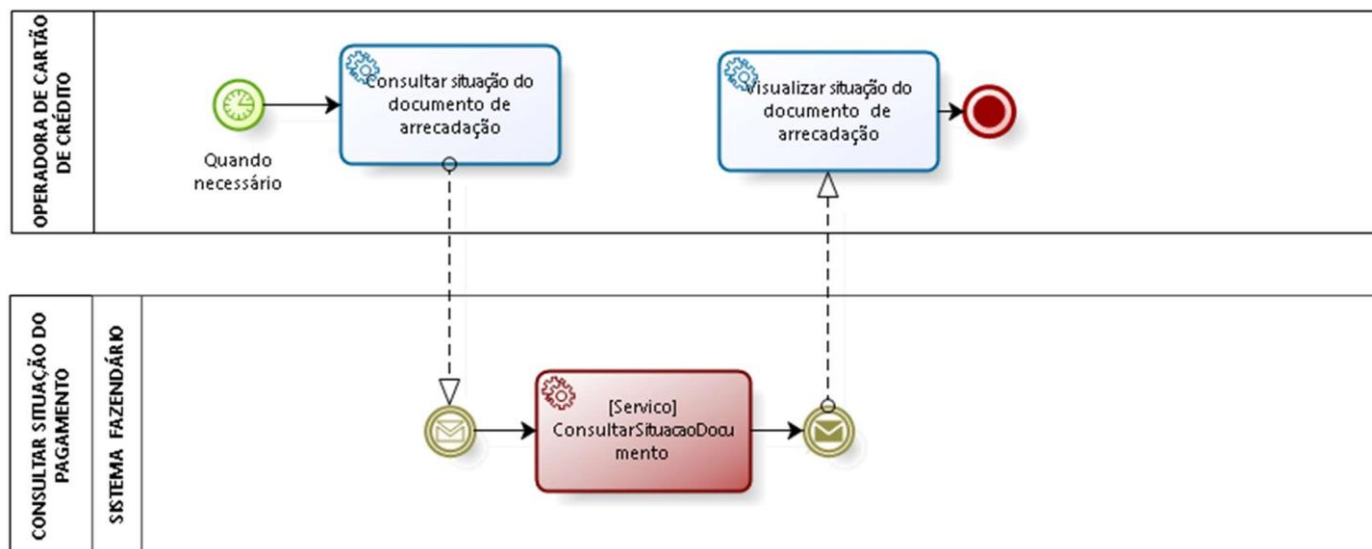 OPERADORA DE CARTÃO
DE CRÉDITO
Quando
necessário
Consultar situação do
documento de
arrecadação
Visualizar situação do
documento de
arrecadação
CONSULTAR SITUAÇÃO DO
PAGAMENTO
SISTEMA FAZENDÁRIO
[Servico]
ConsultarSituacaoDocu
mento